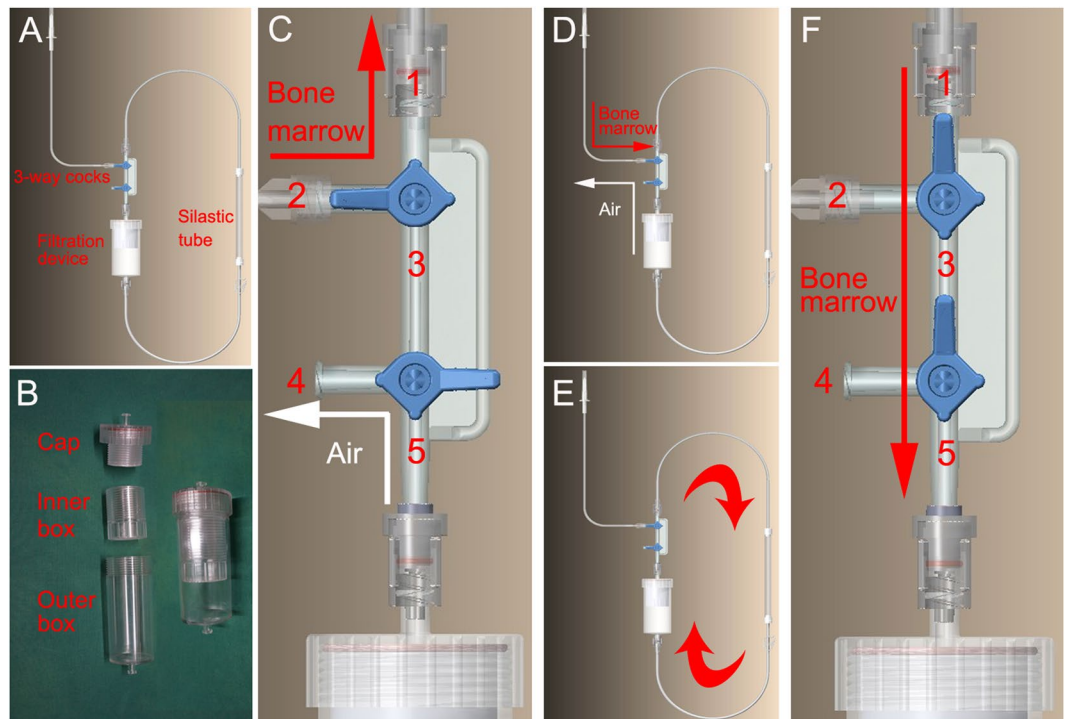 A
3-way cocks
Filtration
device
Silastic
tube
B
Cap
Inner
box
Outer
box
C
Bone
marrow
1
2
3
4
5
Air
D
Bone
marrow
Air
E
F
1
2
3
Bone
marrow
4
5